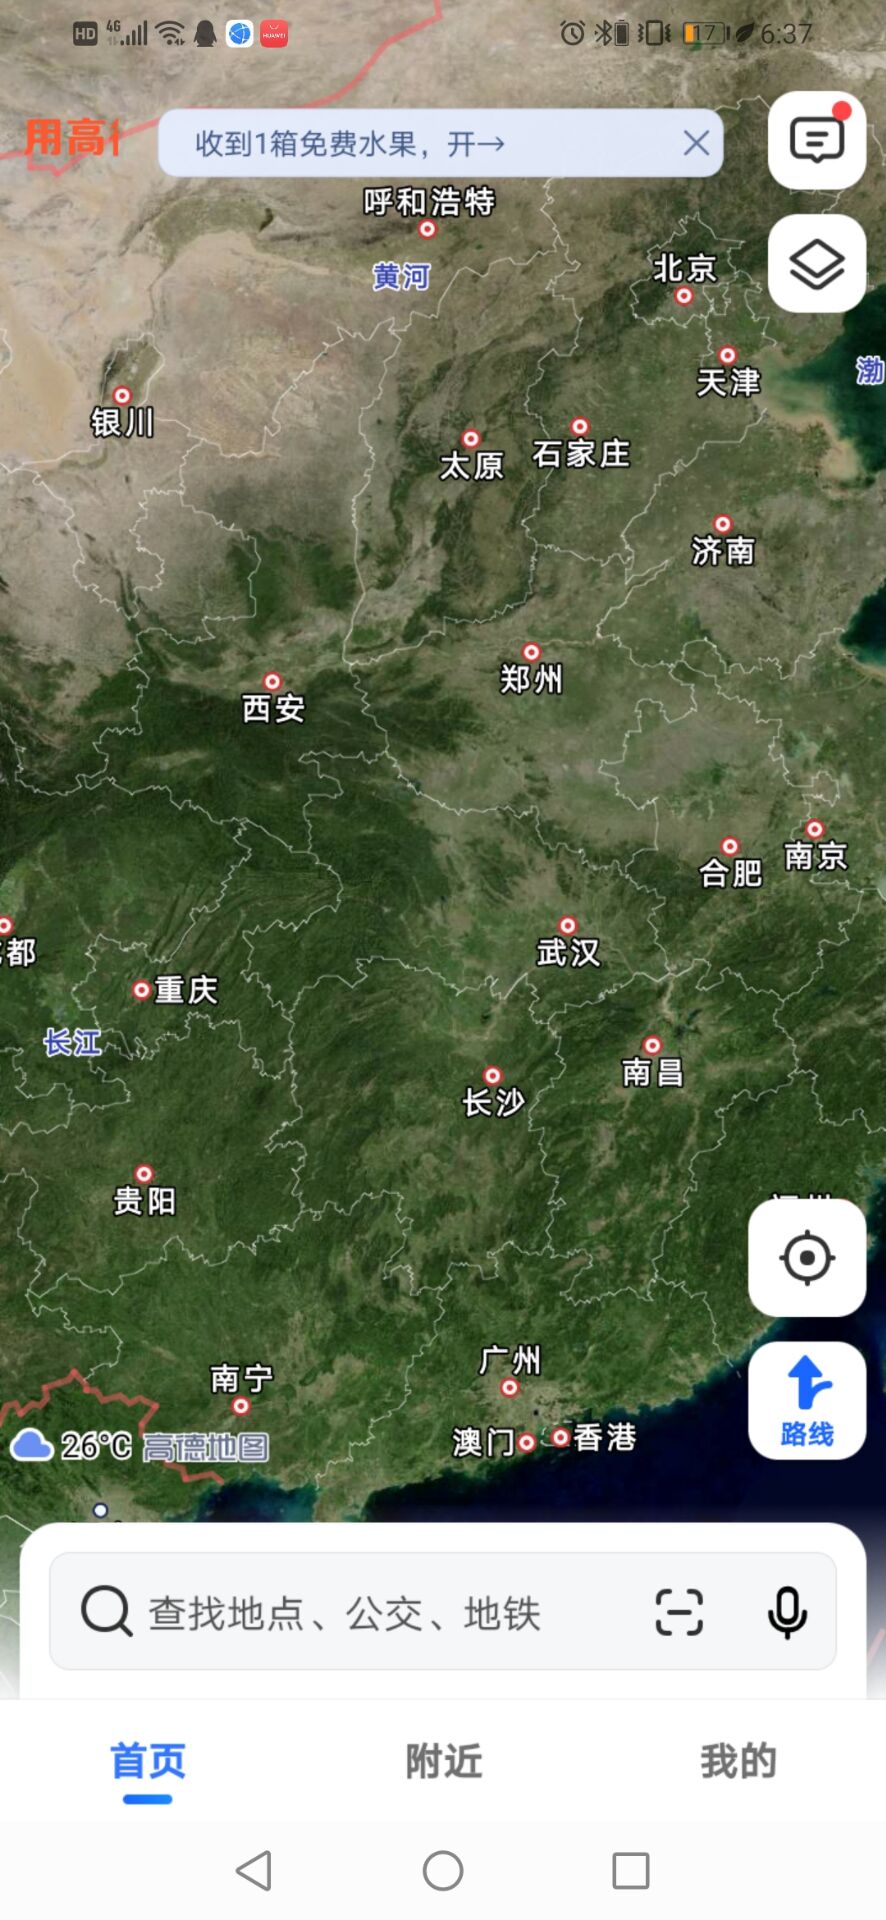 HD 4G HUAWEI 17 6:37
用高
收到1箱免费水果，开→
呼和浩特
黄河
北京
渤
天津
银川
太原
石家庄
济南
郑州
西安
南京
合肥
都
武汉
重庆
长江
南昌
长沙
贵阳
广州
南宁
澳门
香港
路线
26°C 高德地图
查找地点、公交、地铁
首页 附近 我的